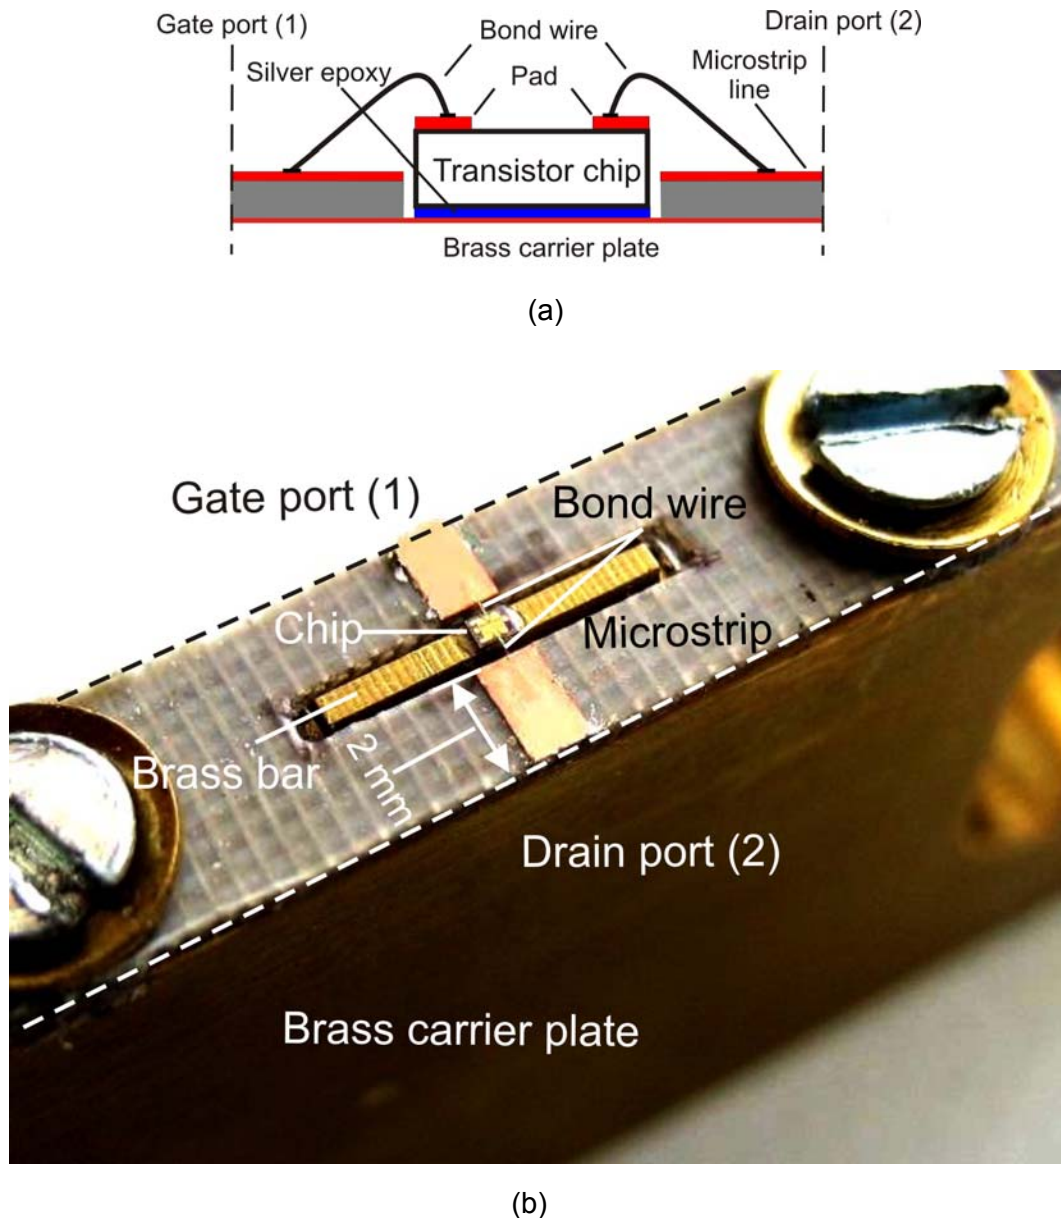 Gate port (1)
Bond wire
Drain port (2)
Silver epoxy
Pad
Microstrip
line
Transistor chip
Brass carrier plate
(a)
Gate port (1)
Bond wire
Chip
Microstrip
Brass bar
2 mm
Drain port (2)
Brass carrier plate
(b)